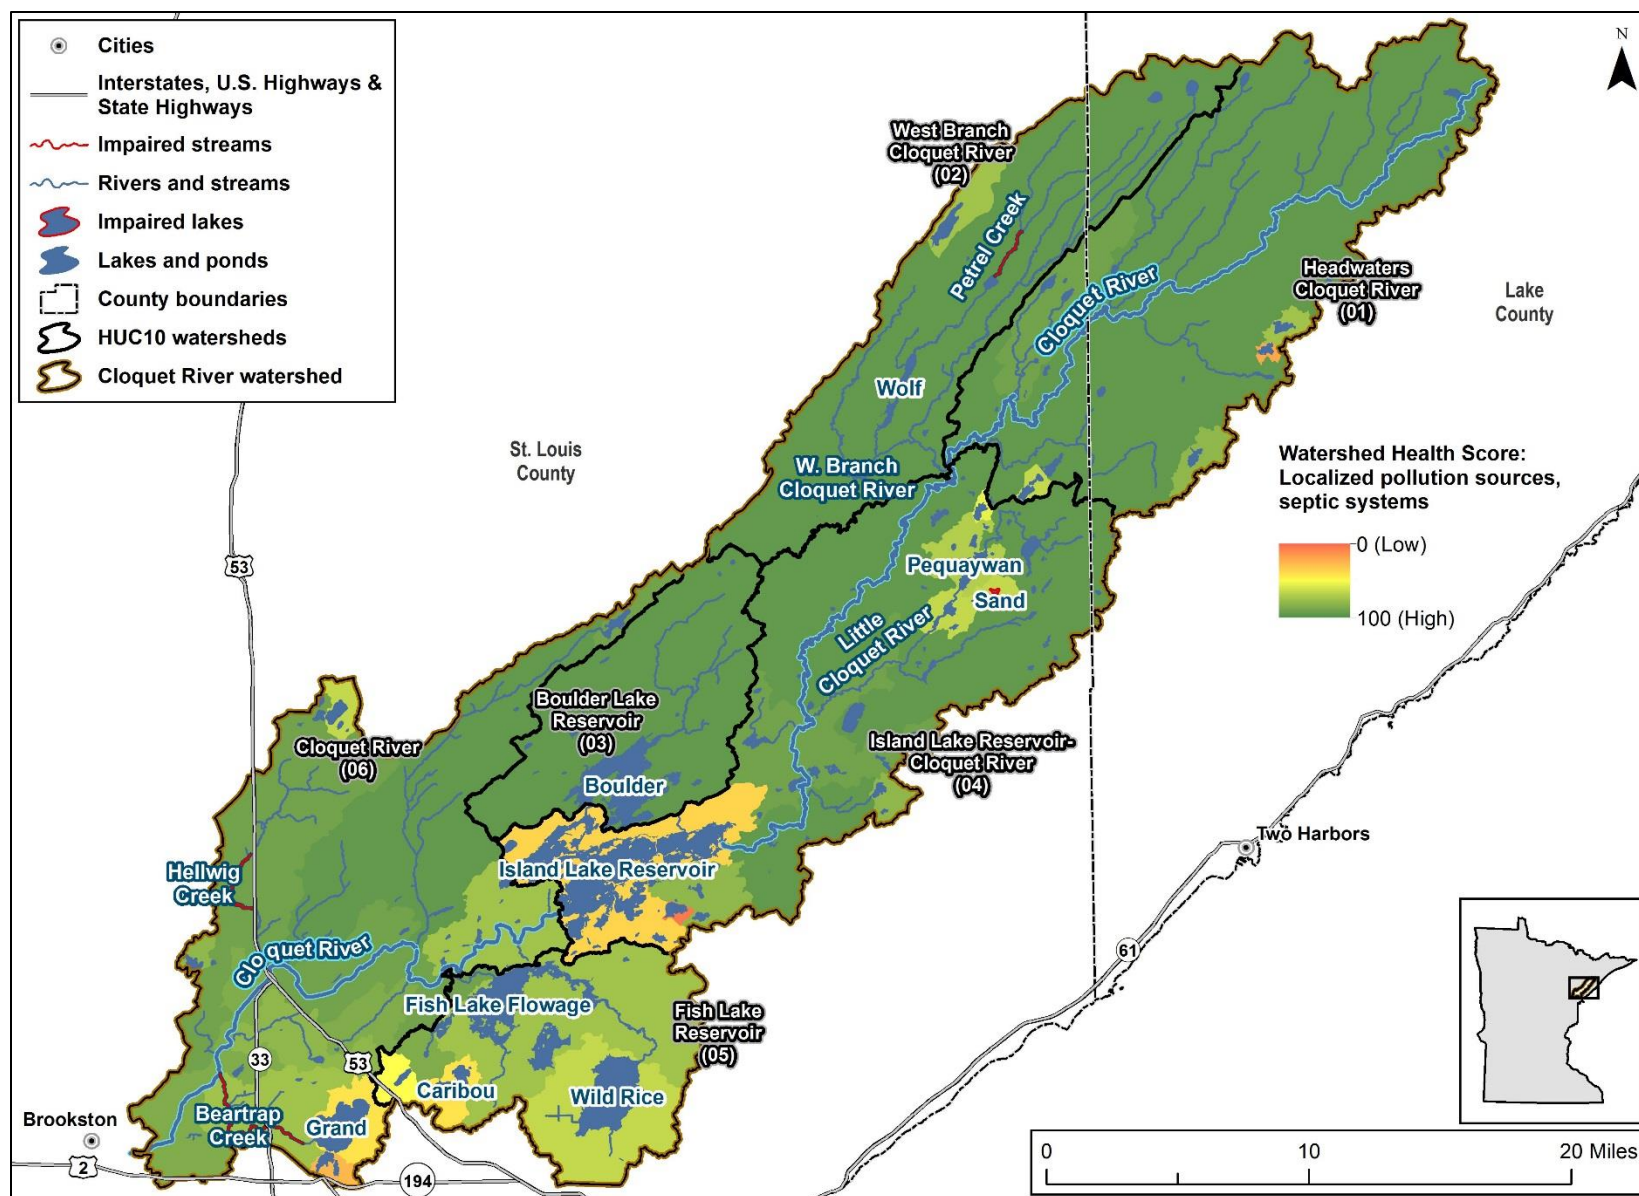 Cities
Interstates, U.S. Highways &
State Highways
Impaired streams
Rivers and streams
Impaired lakes
Lakes and ponds
County boundaries
HUC10 watersheds
Cloquet River watershed
N
West Branch
Cloquet River
(02)
Petrel Creek
Cloquet River
Headwaters
Cloquet River
(01)
Lake
County
Wolf
St. Louis
County
W. Branch
Cloquet River
Watershed Health Score:
Localized pollution sources,
septic systems
0 (Low)
100 (High)
53
Pequaywan
Sand
Little
Cloquet River
Boulder Lake
Reservoir
(03)
Cloquet River
(06)
Island Lake Reservoir-
Cloquet River
(04)
Boulder
Two Harbors
Island Lake Reservoir
Hellwig
Creek
Cloquet River
61
Fish Lake Flowage
Fish Lake
Reservoir
(05)
33
53
Caribou
Wild Rice
Brookston
Beartrap
Creek
Grand
2
194
0
10
20 Miles